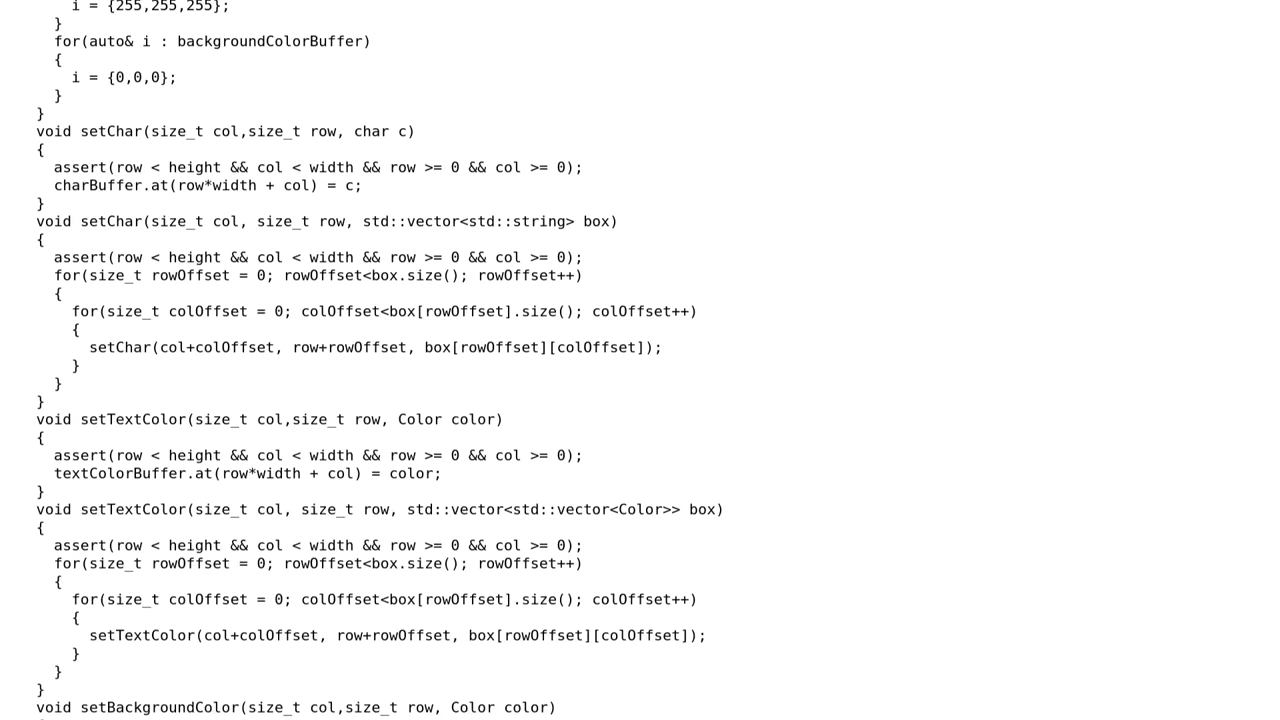 i = {255,255,255};
}
for(auto& i : backgroundColorBuffer)
{
i = {0,0,0};
}
}
void setChar(size_t col,size_t row, char c)
{
assert(row < height && col < width && row >= 0 && col >= 0);
charBuffer.at(row*width + col) = c;
}
void setChar(size_t col, size_t row, std::vector<std::string> box)
{
assert(row < height && col < width && row >= 0 && col >= 0);
for(size_t rowOffset = 0; rowOffset<box.size(); rowOffset++)
{
for(size_t colOffset = 0; colOffset<box[rowOffset].size(); colOffset++)
{
setChar(col+colOffset, row+rowOffset, box[rowOffset][colOffset]);
}
}
}
void setTextColor(size_t col,size_t row, Color color)
{
assert(row < height && col < width && row >= 0 && col >= 0);
textColorBuffer.at(row*width + col) = color;
}
void setTextColor(size_t col, size_t row, std::vector<std::vector<Color>> box)
{
assert(row < height && col < width && row >= 0 && col >= 0);
for(size_t rowOffset = 0; rowOffset<box.size(); rowOffset++)
{
for(size_t colOffset = 0; colOffset<box[rowOffset].size(); colOffset++)
{
setTextColor(col+colOffset, row+rowOffset, box[rowOffset][colOffset]);
}
}
}
void setBackgroundColor(size_t col,size_t row, Color color)
{